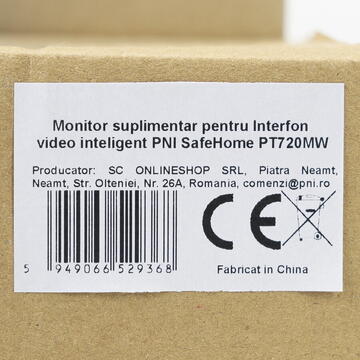 Monitor suplimentar pentru Interfon
video inteligent PNI SafeHome PT720MW
Producator: SC ONLINESHOP SRL, Piatra Neamt,
Neamt, Str. Olteniei, Nr. 26A, Romania, comenzi@pni.ro
CE
5 949066 529368
Fabricat in China